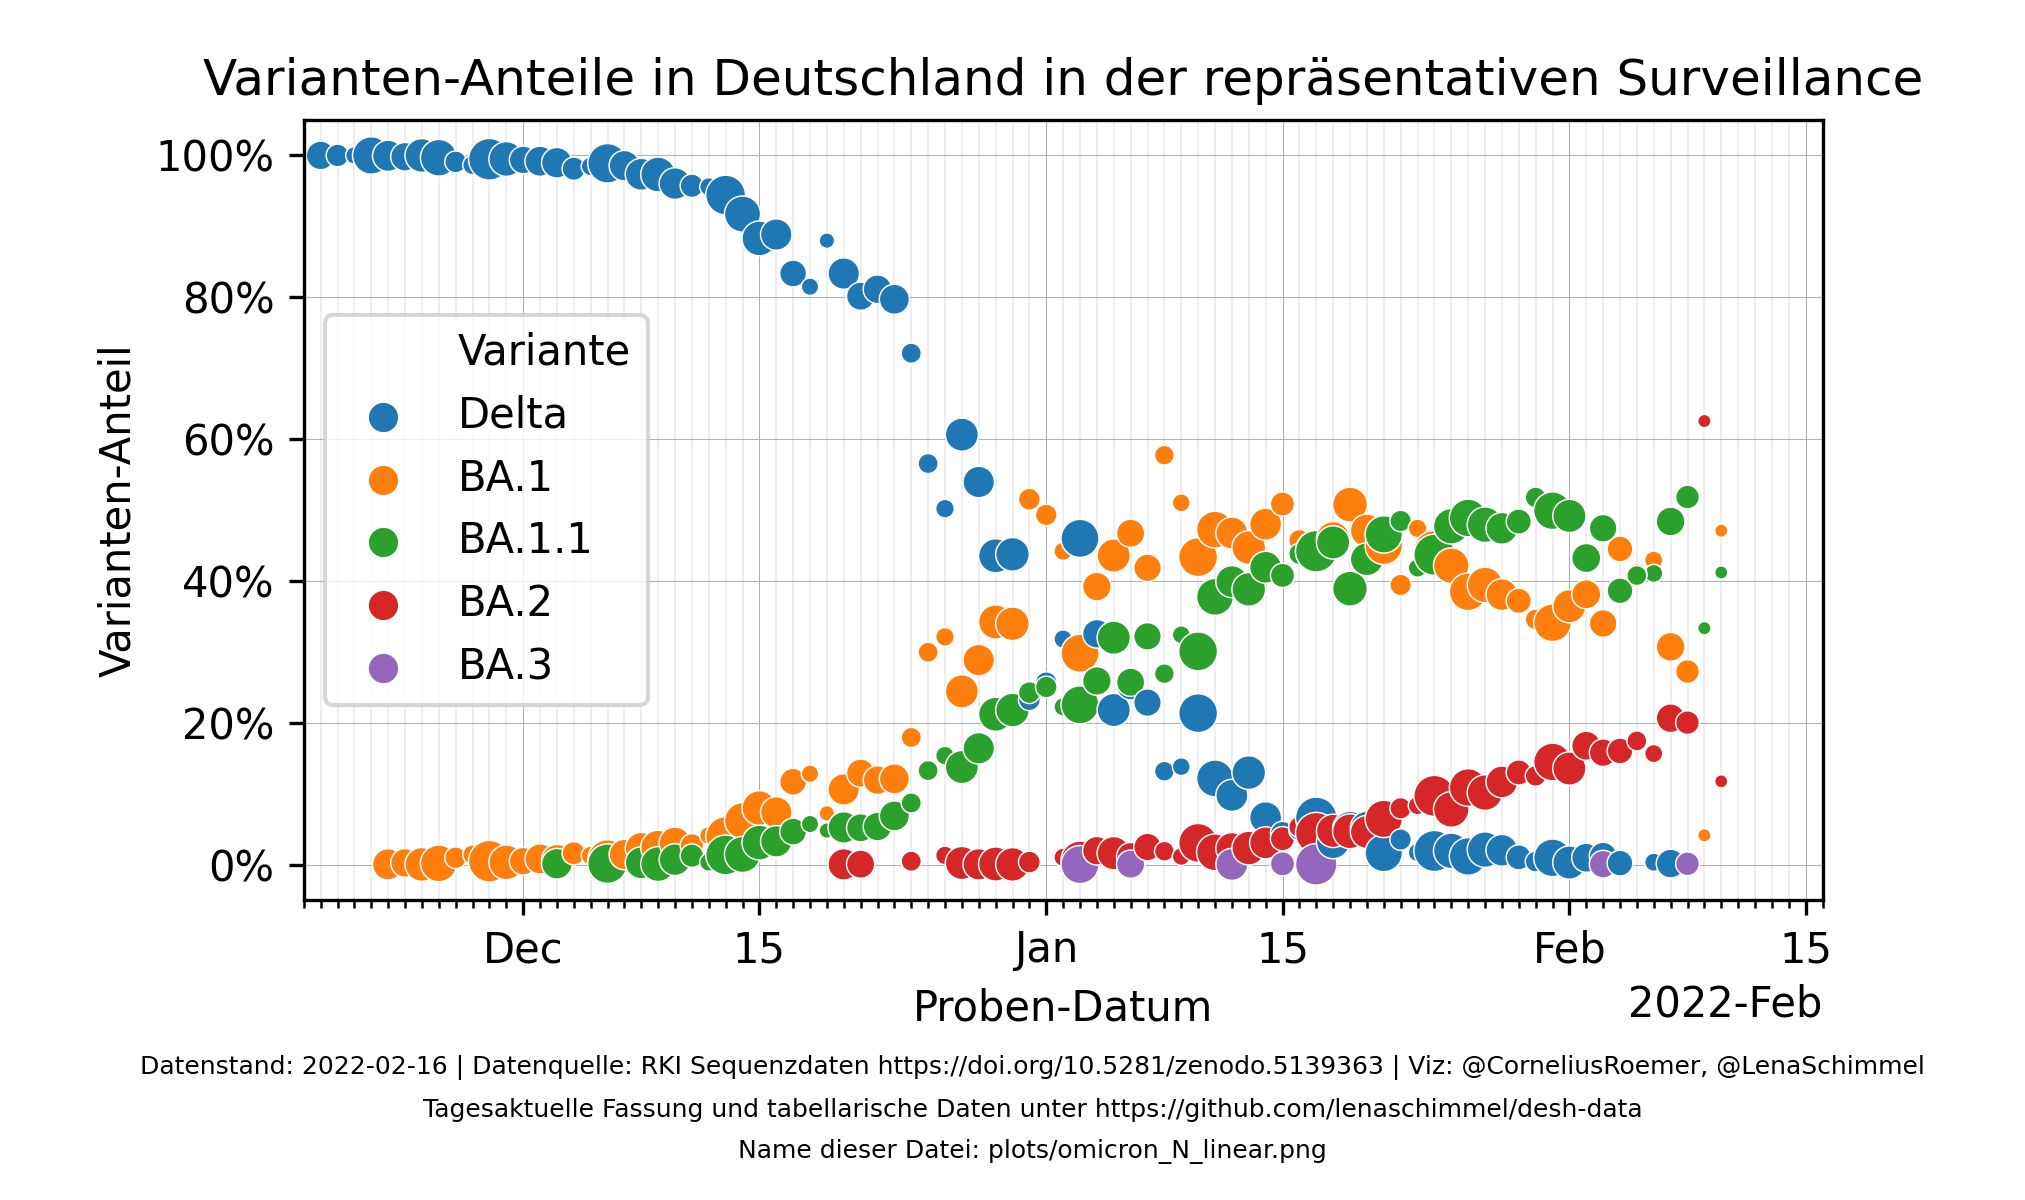 Varianten-Anteile in Deutschland in der repräsentativen Surveillance
100%
80%
60%
40%
20%
0%
Varianten-Anteil
Variante
Delta
BA.1
BA.1.1
BA.2
BA.3
Dec
15
Jan
15
Feb
15
Proben-Datum
2022-Feb
Datenstand: 2022-02-16 | Datenquelle: RKI Sequenzdaten https://doi.org/10.5281/zenodo.5139363 | Viz: @CorneliusRoemer, @LenaSchimmel
Tagesaktuelle Fassung und tabellarische Daten unter https://github.com/lenaschimmel/desh-data
Name dieser Datei: plots/omicron_N_linear.png